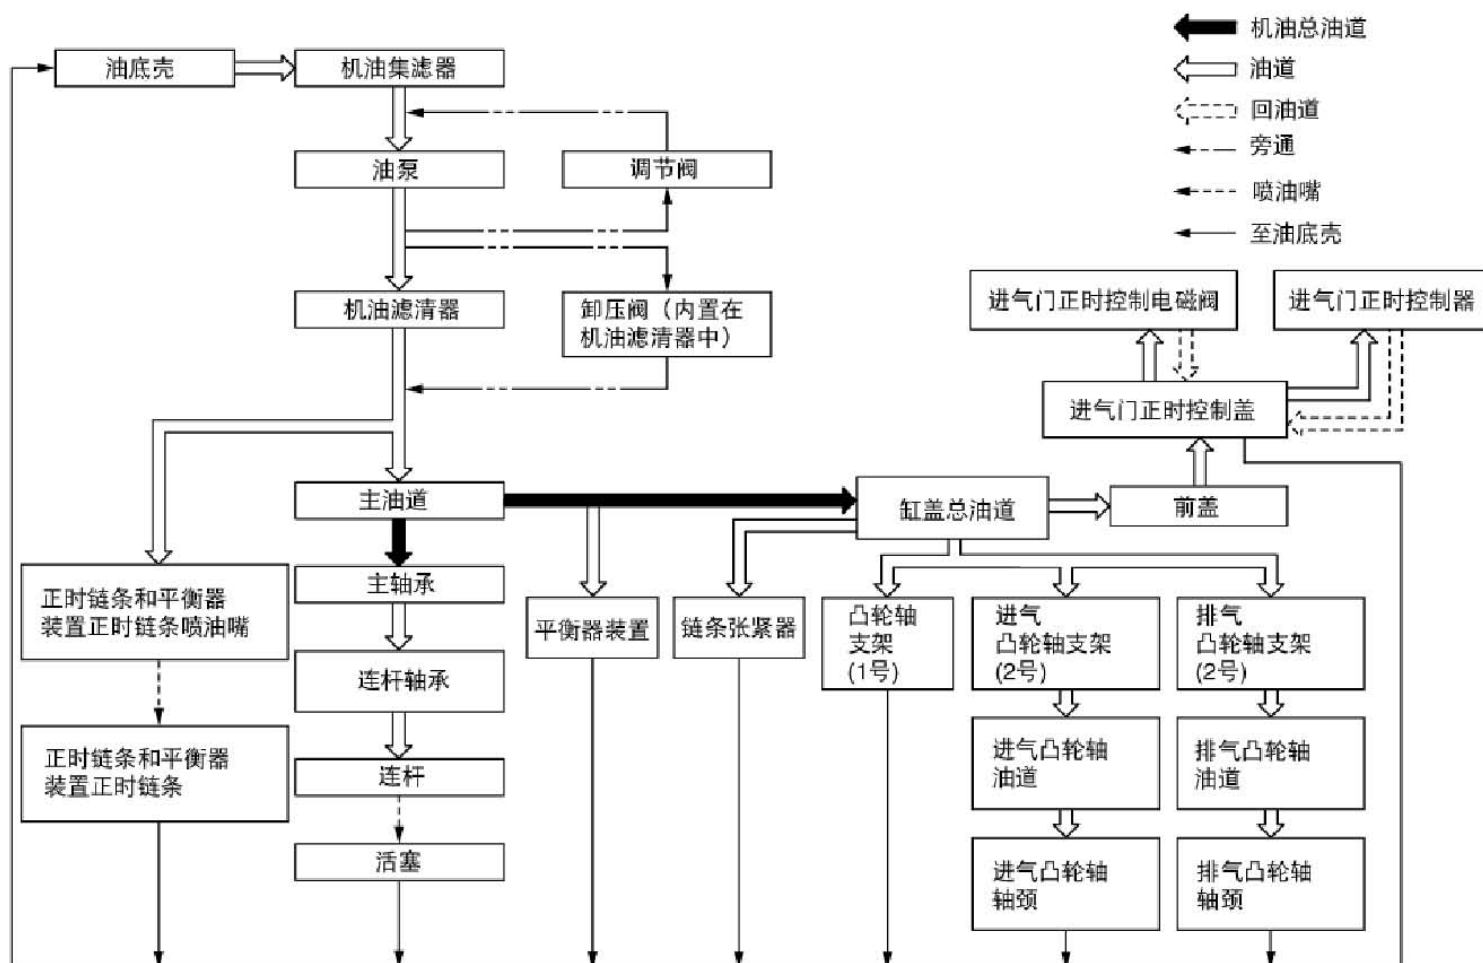 机油总油道
油道
回油道
旁通
喷油嘴
至油底壳
油底壳
机油集滤器
油泵
调节阀
机油滤清器
卸压阀（内置在
机油滤清器中）
进气门正时控制电磁阀
进气门正时控制器
进气门正时控制盖
主油道
缸盖总油道
前盖
正时链条和平衡器
装置正时链条喷油嘴
主轴承
平衡器装置
链条张紧器
凸轮轴
支架
(1号)
进气
凸轮轴支架
(2号)
排气
凸轮轴支架
(2号)
连杆轴承
正时链条和平衡器
装置正时链条
连杆
进气凸轮轴
油道
排气凸轮轴
油道
活塞
进气凸轮轴
轴颈
排气凸轮轴
轴颈